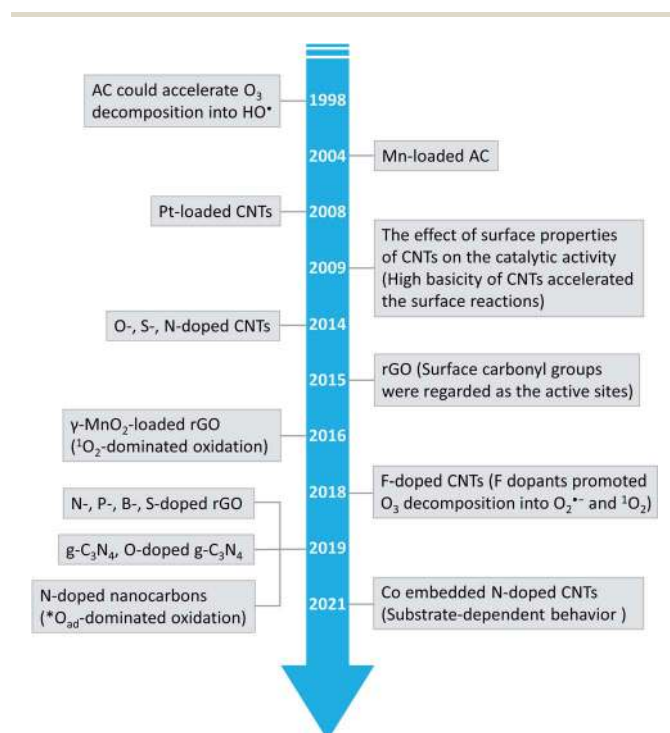 AC could accelerate O₃
decomposition into HO•
1998
2004
Mn-loaded AC
Pt-loaded CNTs
2008
The effect of surface properties
of CNTs on the catalytic activity
(High basicity of CNTs accelerated
the surface reactions)
2009
O-, S-, N-doped CNTs
2014
2015
rGO (Surface carbonyl groups
were regarded as the active sites)
γ-MnO₂-loaded rGO
(¹O₂-dominated oxidation)
2016
2018
F-doped CNTs (F dopants promoted
O₃ decomposition into O₂•⁻ and ¹O₂)
N-, P-, B-, S-doped rGO
g-C₃N₄, O-doped g-C₃N₄
2019
N-doped nanocarbons
(*Oad-dominated oxidation)
2021
Co embedded N-doped CNTs
(Substrate-dependent behavior )